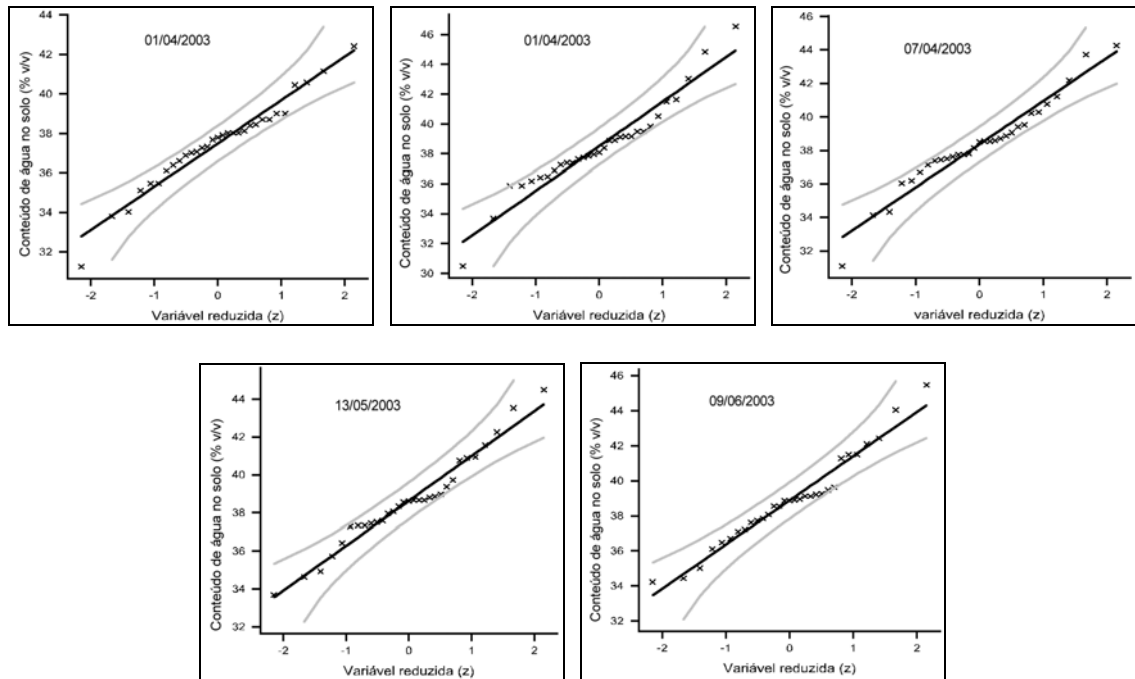 44
42
40
38
36
34
32
Conteúdo de água no solo (% v/v)
01/04/2003
-2 -1 0 1 2
Variável reduzida (z)
46
44
42
40
38
36
34
32
30
Conteúdo de água no solo (% v/v)
01/04/2003
-2 -1 0 1 2
Variável reduzida (z)
44
42
40
38
36
34
32
Conteúdo de água no solo (% v/v)
07/04/2003
-2 -1 0 1 2
variável reduzida (z)
44
42
40
38
36
34
32
Conteúdo de água no solo (% v/v)
13/05/2003
-2 -1 0 1 2
Variável reduzida (z)
46
44
42
40
38
36
34
32
Conteúdo de água no solo (% v/v)
09/06/2003
-2 -1 0 1 2
Variável reduzida (z)